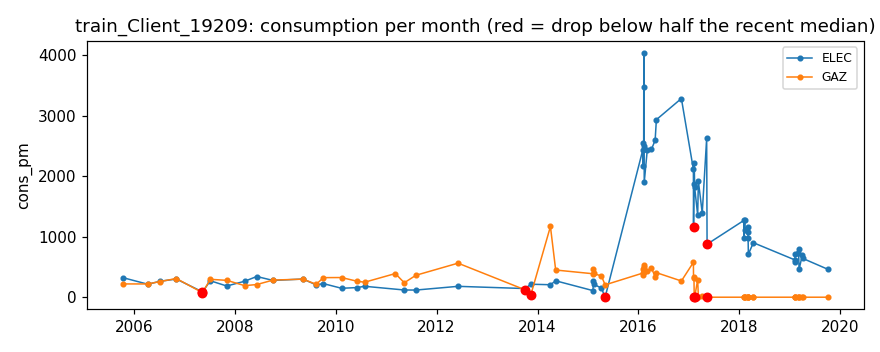 train_Client_19209: consumption per month (red = drop below half the recent median)
ELEC
GAZ
cons_pm
4000
3000
2000
1000
0
2006 2008 2010 2012 2014 2016 2018 2020